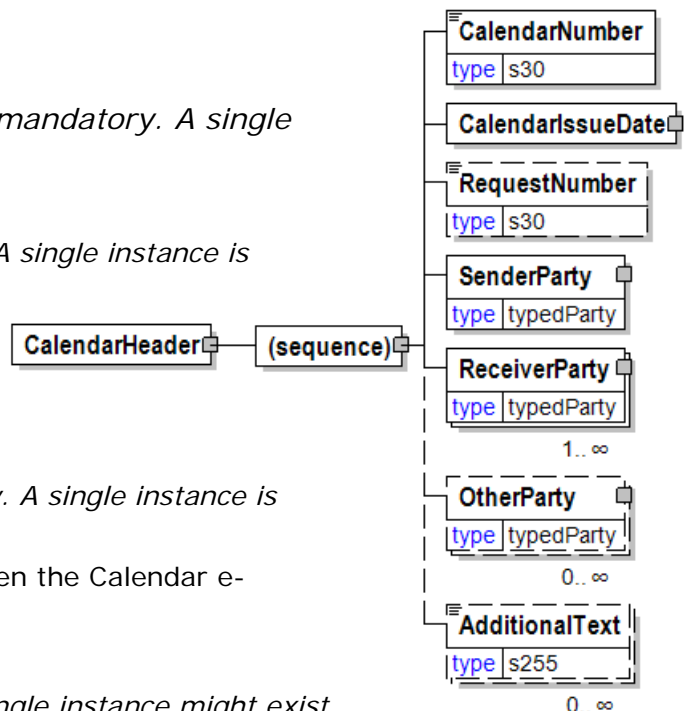 mandatory. A single
A single instance is
. A single instance is
en the Calendar e-
ngle instance might exist
CalendarHeader
(sequence)
CalendarNumber
type s30
CalendarIssueDate
RequestNumber
type s30
SenderParty
type typedParty
ReceiverParty
type typedParty
1.. ∞
OtherParty
type typedParty
0.. ∞
AdditionalText
type s255
0.. ∞